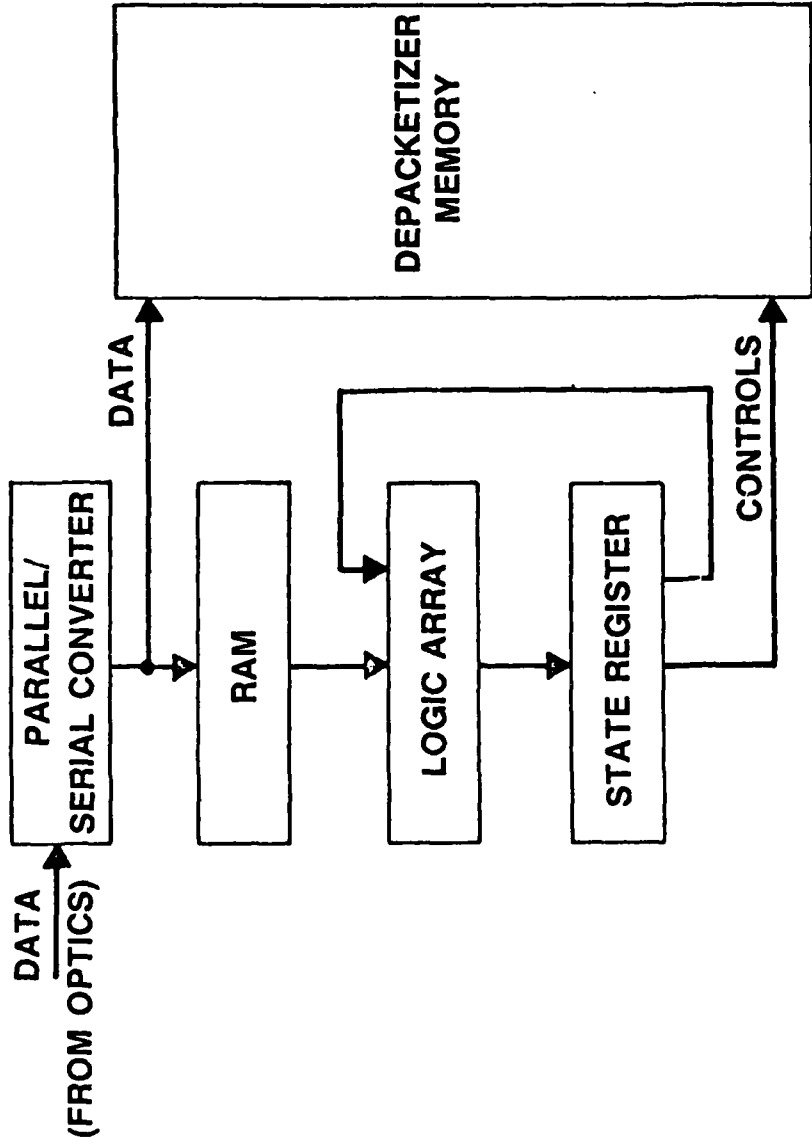 DATA
(FROM OPTICS)
PARALLEL/
SERIAL CONVERTER
DATA
RAM
LOGIC ARRAY
STATE REGISTER
CONTROLS
DEPACKETIZER
MEMORY